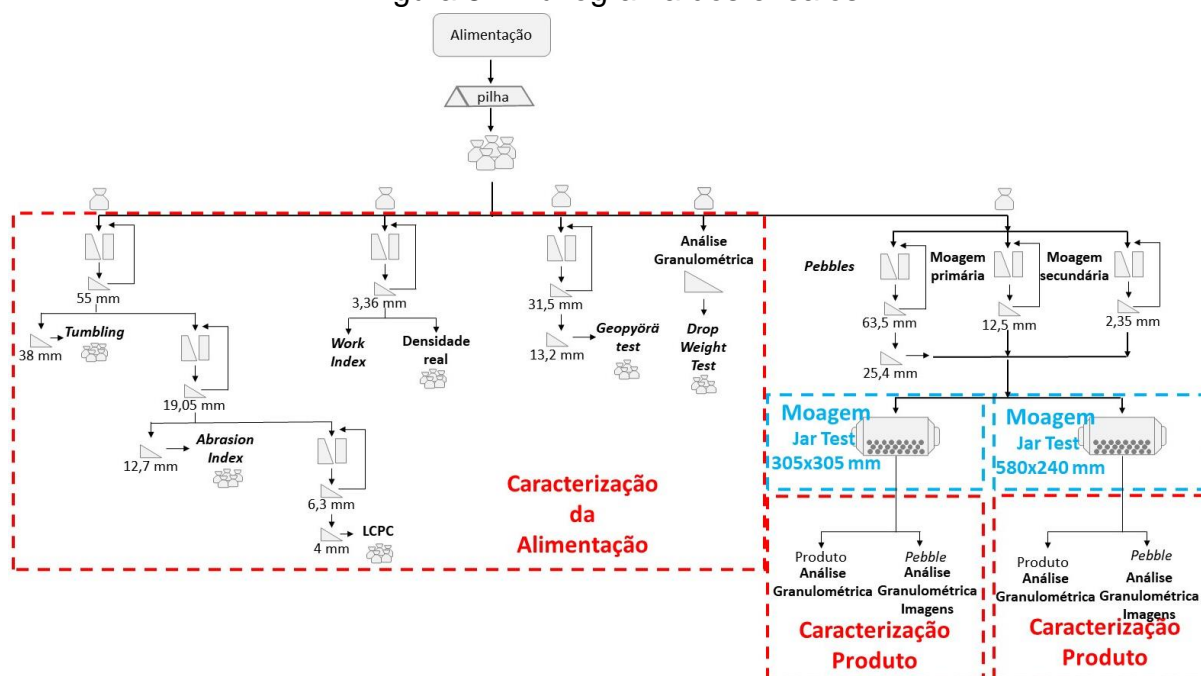 Alimentação
pilha
55 mm
38 mm
Tumbling
19,05 mm
12,7 mm
Abrasion
Index
6,3 mm
4 mm
LCPC
3,36 mm
Work
Index
Densidade
real
31,5 mm
13,2 mm
Geopyörä
test
Análise
Granulométrica
Drop
Weight
Test
Caracterização
da
Alimentação
Pebbles
63,5 mm
25,4 mm
Moagem
primária
12,5 mm
Moagem
secundária
2,35 mm
Moagem
Jar Test
305x305 mm
Moagem
Jar Test
580x240 mm
Produto
Análise
Granulométrica
Pebble
Análise
Granulométrica
Imagens
Caracterização
Produto
Produto
Análise
Granulométrica
Pebble
Análise
Granulométrica
Imagens
Caracterização
Produto